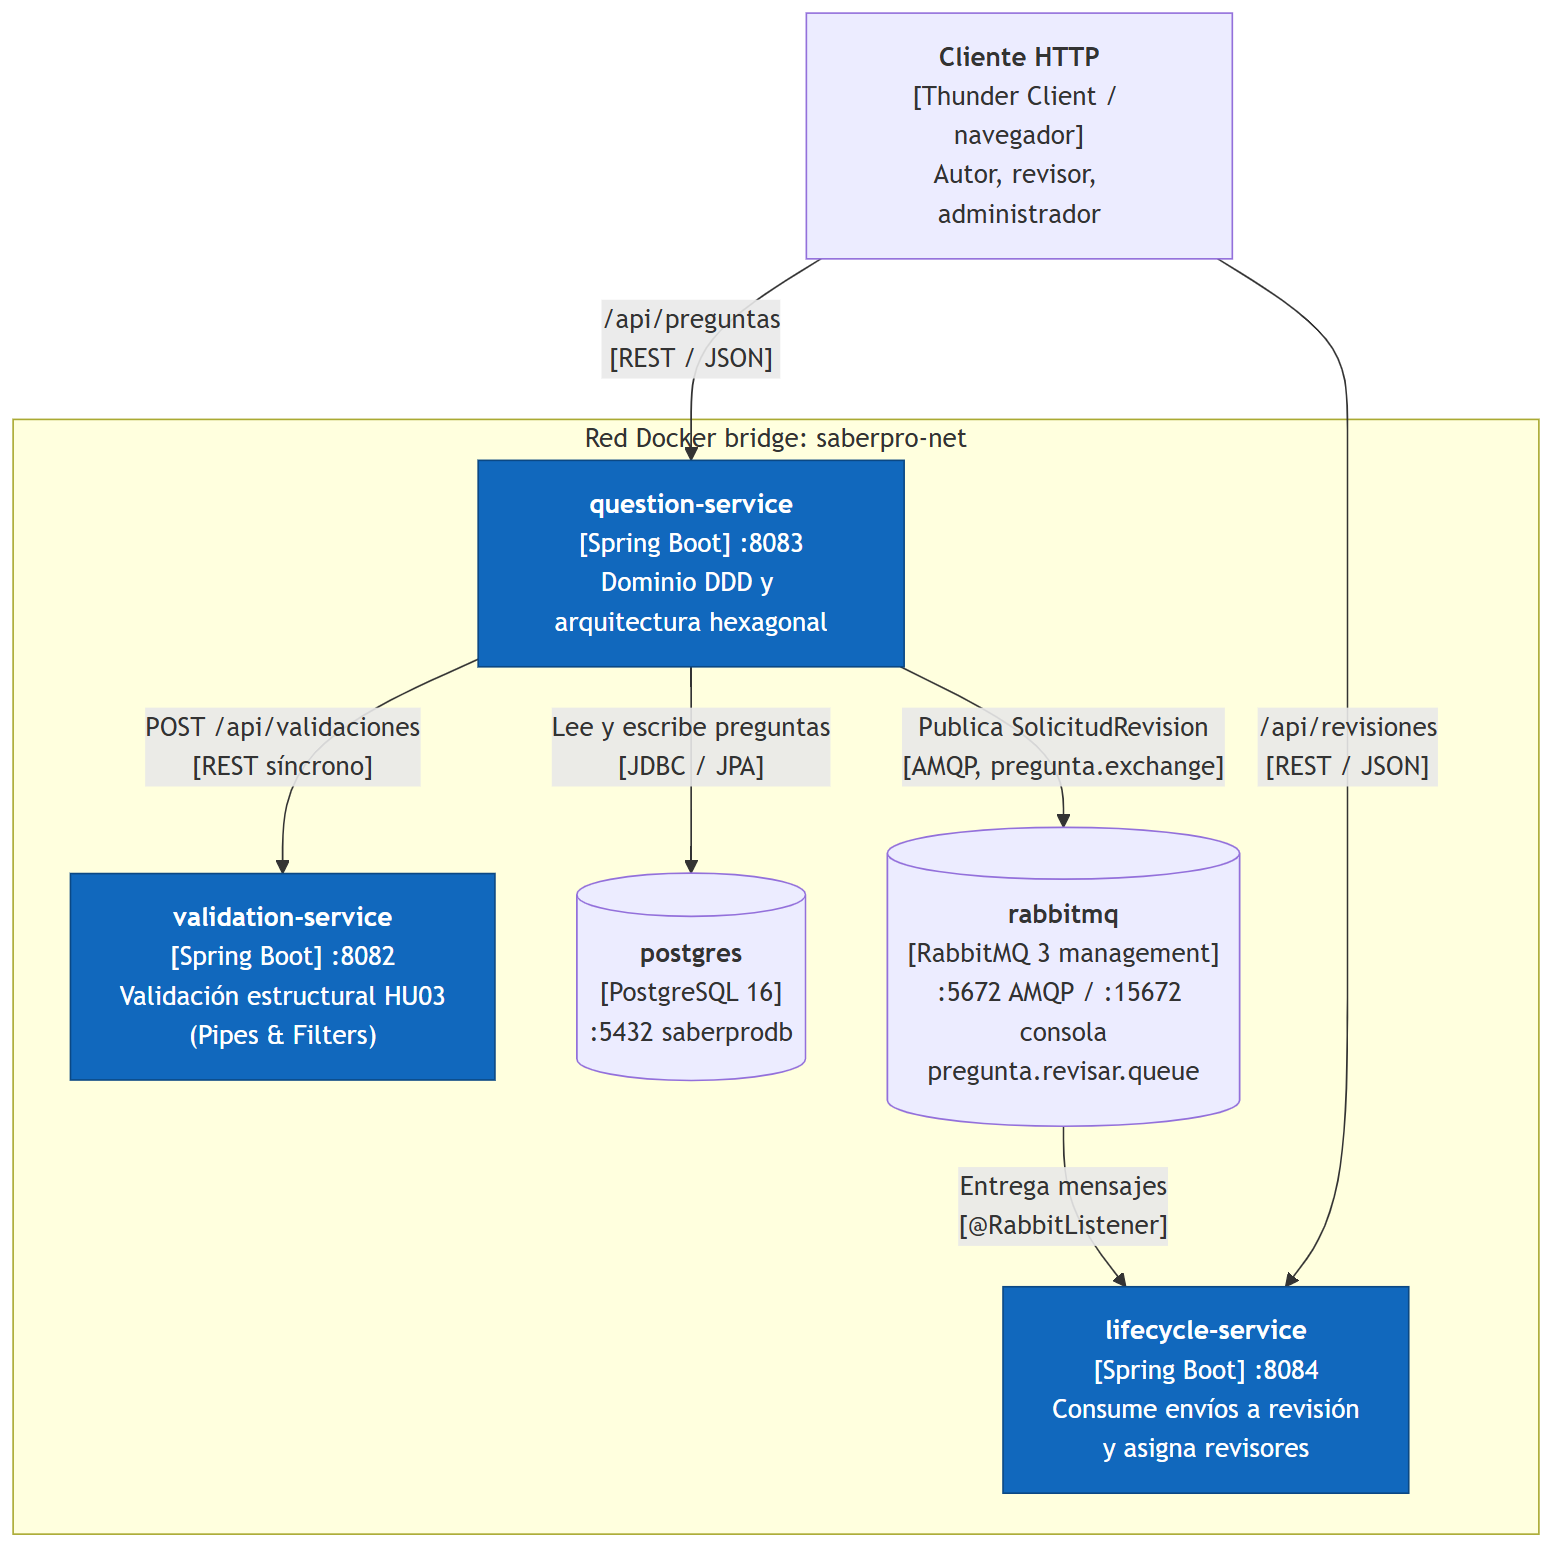 Cliente HTTP
[Thunder Client /
navegador]
Autor, revisor,
administrador
/api/preguntas
[REST / JSON]
Red Docker bridge: saberpro-net
question-service
[Spring Boot] :8083
Dominio DDD y
arquitectura hexagonal
POST /api/validaciones
[REST síncrono]
Lee y escribe preguntas
[JDBC / JPA]
Publica SolicitudRevision
[AMQP, pregunta.exchange]
/api/revisiones
[REST / JSON]
validation-service
[Spring Boot] :8082
Validación estructural HU03
(Pipes & Filters)
postgres
[PostgreSQL 16]
:5432 saberprodb
rabbitmq
[RabbitMQ 3 management]
:5672 AMQP / :15672
consola
pregunta.revisar.queue
Entrega mensajes
[@RabbitListener]
lifecycle-service
[Spring Boot] :8084
Consume envíos a revisión
y asigna revisores